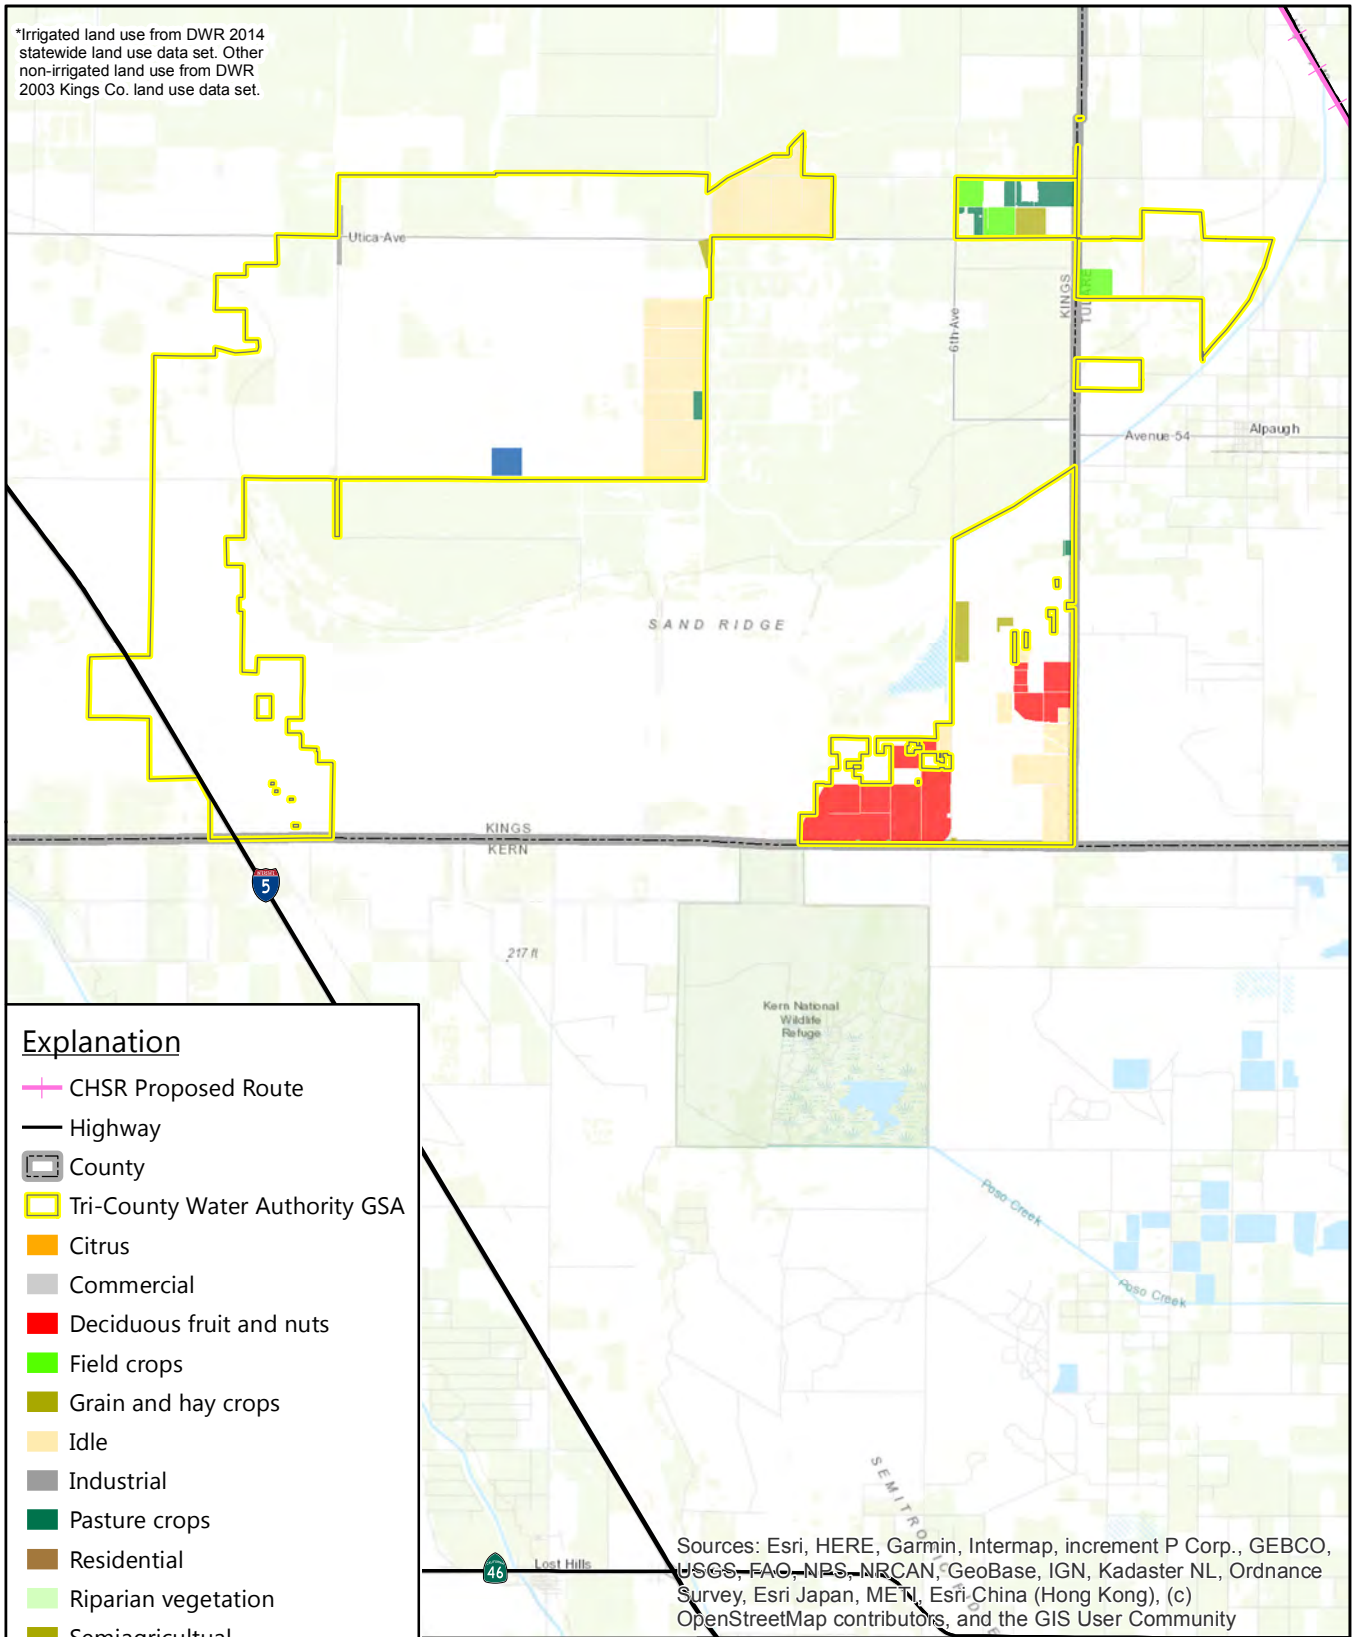 *Irrigated land use from DWR 2014
statewide land use data set. Other
non-irrigated land use from DWR
2003 Kings Co. land use data set.
Utica Ave
6th Ave
KINGS
TULARE
Avenue 54
Alpaugh
SAND RIDGE
KINGS
KERN
5
217 ft
Kern National
Wildlife
Refuge
Poso Creek
Poso Creek
SEMITROPIC RIDGE
46
Lost Hills
Explanation
CHSR Proposed Route
Highway
County
Tri-County Water Authority GSA
Citrus
Commercial
Deciduous fruit and nuts
Field crops
Grain and hay crops
Idle
Industrial
Pasture crops
Residential
Riparian vegetation
Semiagricultual
Sources: Esri, HERE, Garmin, Intermap, increment P Corp., GEBCO,
USGS, FAO, NPS, NRCAN, GeoBase, IGN, Kadaster NL, Ordnance
Survey, Esri Japan, METI, Esri China (Hong Kong), (c)
OpenStreetMap contributors, and the GIS User Community